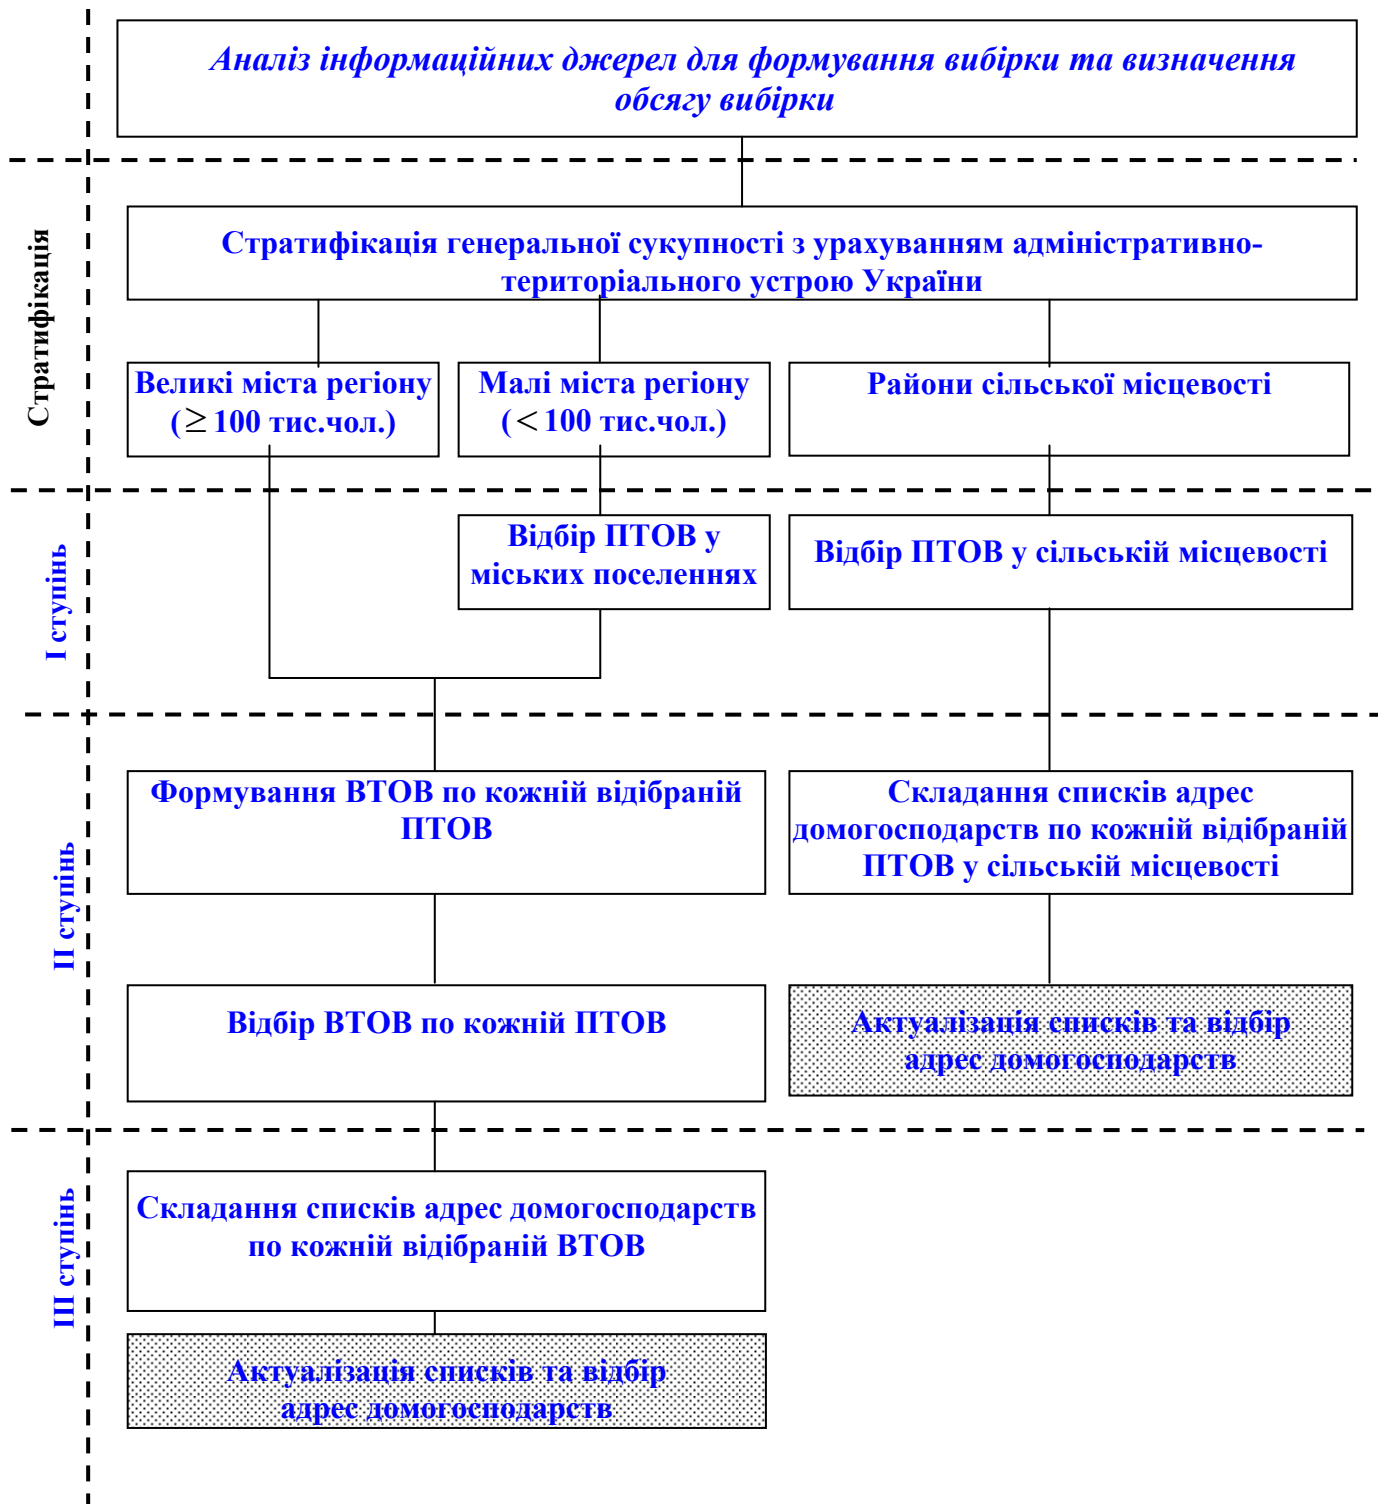 Аналіз інформаційних джерел для формування вибірки та визначення
обсягу вибірки
Стратифікація
Стратифікація генеральної сукупності з урахуванням адміністративно-
територіального устрою України
Великі міста регіону
(≥ 100 тис.чол.)
Малі міста регіону
(< 100 тис.чол.)
Райони сільської місцевості
I ступінь
Відбір ПТОВ у
міських поселеннях
Відбір ПТОВ у сільській місцевості
II ступінь
Формування ВТОВ по кожній відібраній
ПТОВ
Складання списків адрес
домогосподарств по кожній відібраній
ПТОВ у сільській місцевості
Відбір ВТОВ по кожній ПТОВ
Актуалізація списків та відбір
адрес домогосподарств
III ступінь
Складання списків адрес домогосподарств
по кожній відібраній ВТОВ
Актуалізація списків та відбір
адрес домогосподарств